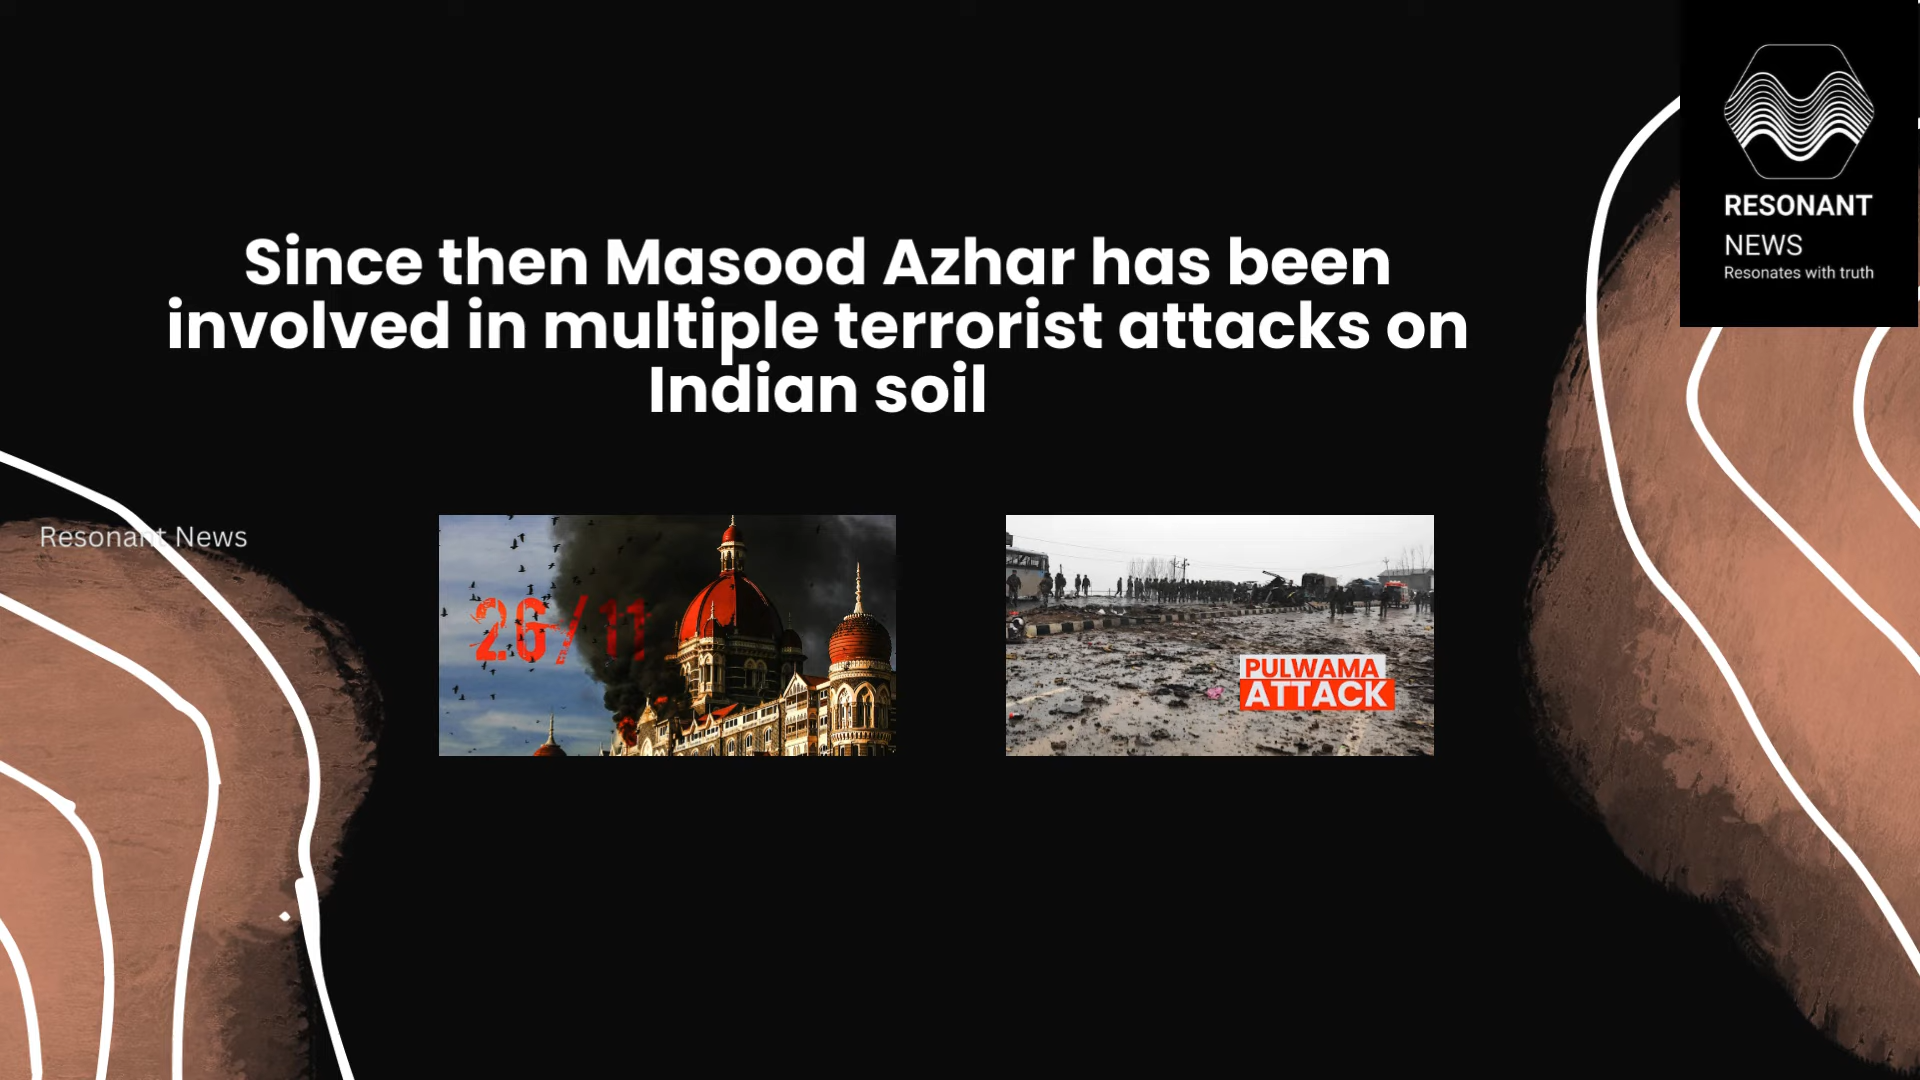 RESONANT
NEWS
Resonates with truth
Since then Masood Azhar has been
involved in multiple terrorist attacks on
Indian soil
Resonant News
26/11
PULWAMA
ATTACK